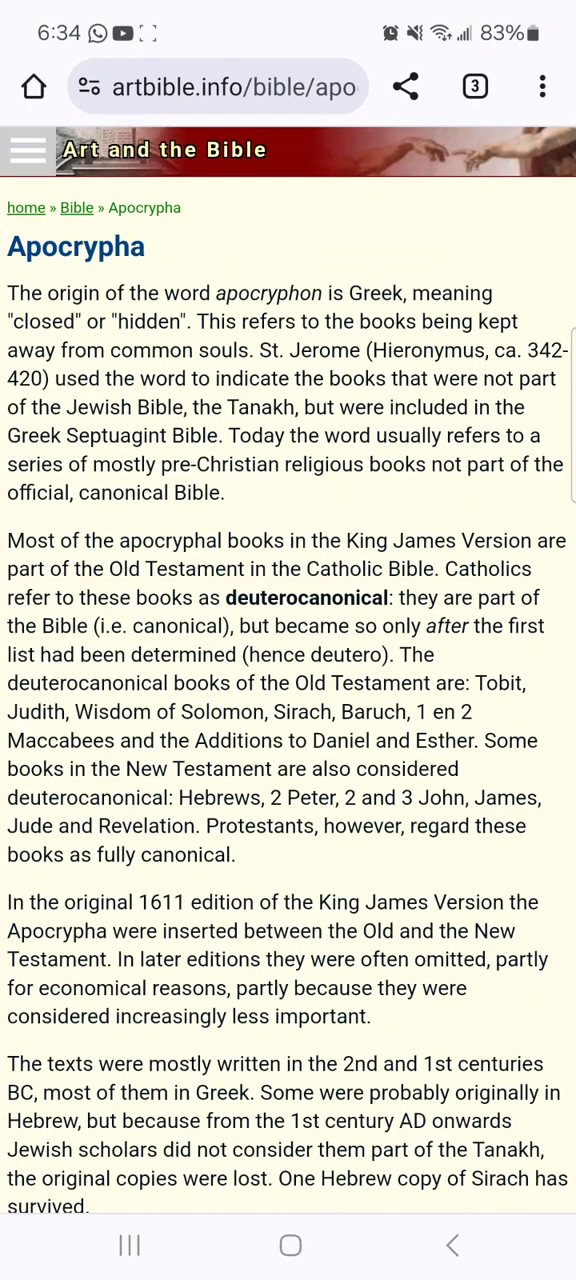 6:34
83%
artbible.info/bible/apo
3
Art and the Bible
home » Bible » Apocrypha
Apocrypha
The origin of the word apocryphon is Greek, meaning
"closed" or "hidden". This refers to the books being kept
away from common souls. St. Jerome (Hieronymus, ca. 342-
420) used the word to indicate the books that were not part
of the Jewish Bible, the Tanakh, but were included in the
Greek Septuagint Bible. Today the word usually refers to a
series of mostly pre-Christian religious books not part of the
official, canonical Bible.
Most of the apocryphal books in the King James Version are
part of the Old Testament in the Catholic Bible. Catholics
refer to these books as deuterocanonical: they are part of
the Bible (i.e. canonical), but became so only after the first
list had been determined (hence deutero). The
deuterocanonical books of the Old Testament are: Tobit,
Judith, Wisdom of Solomon, Sirach, Baruch, 1 en 2
Maccabees and the Additions to Daniel and Esther. Some
books in the New Testament are also considered
deuterocanonical: Hebrews, 2 Peter, 2 and 3 John, James,
Jude and Revelation. Protestants, however, regard these
books as fully canonical.
In the original 1611 edition of the King James Version the
Apocrypha were inserted between the Old and the New
Testament. In later editions they were often omitted, partly
for economical reasons, partly because they were
considered increasingly less important.
The texts were mostly written in the 2nd and 1st centuries
BC, most of them in Greek. Some were probably originally in
Hebrew, but because from the 1st century AD onwards
Jewish scholars did not consider them part of the Tanakh,
the original copies were lost. One Hebrew copy of Sirach has
survived.